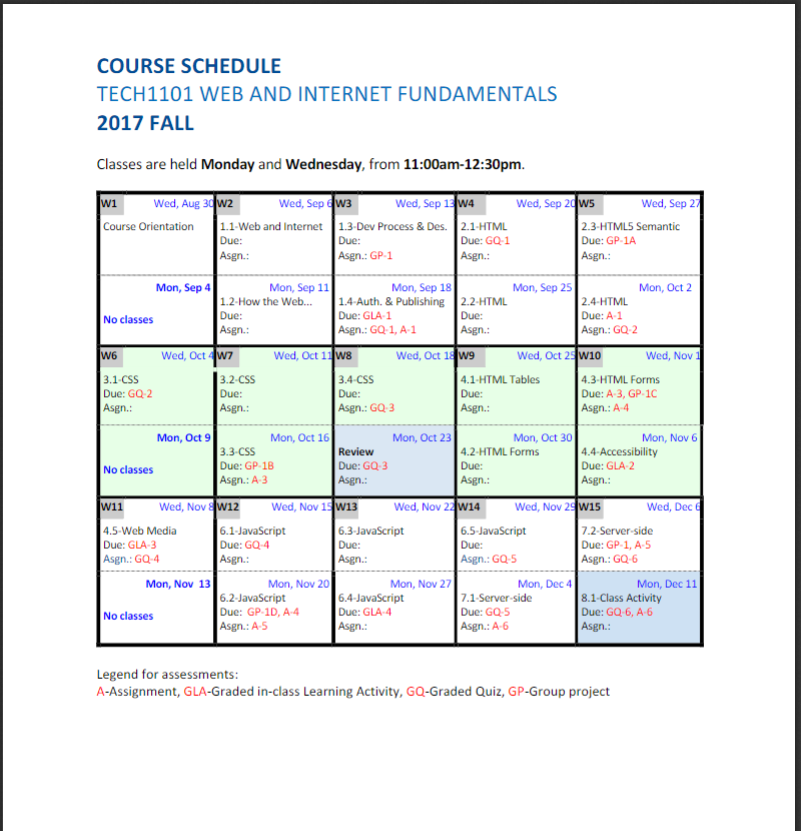 COURSE SCHEDULE
TECH1101 WEB AND INTERNET FUNDAMENTALS
2017 FALL
Classes are held Monday and Wednesday, from 11:00am-12:30pm.
W1 Wed, Aug 30
Course Orientation
Mon, Sep 4
No classes
W2 Wed, Sep 6
1.1-Web and Internet
Due:
Asgn.:
Mon, Sep 11
1.2-How the Web...
Due:
Asgn.:
W3 Wed, Sep 13
1.3-Dev Process & Des.
Due:
Asgn.: GP-1
Mon, Sep 18
1.4-Auth. & Publishing
Due: GLA-1
Asgn.: GQ-1, A-1
W4 Wed, Sep 20
2.1-HTML
Due: GQ-1
Asgn.:
Mon, Sep 25
2.2-HTML
Due:
Asgn.:
W5 Wed, Sep 27
2.3-HTML5 Semantic
Due: GP-1A
Asgn.:
Mon, Oct 2
2.4-HTML
Due: A-1
Asgn.: GQ-2
W6 Wed, Oct 4
3.1-CSS
Due: GQ-2
Asgn.:
Mon, Oct 9
No classes
W7 Wed, Oct 11
3.2-CSS
Due:
Asgn.:
Mon, Oct 16
3.3-CSS
Due: GP-1B
Asgn.: A-3
W8 Wed, Oct 18
3.4-CSS
Due:
Asgn.: GQ-3
Mon, Oct 23
Review
Due: GQ-3
Asgn.:
W9 Wed, Oct 25
4.1-HTML Tables
Due:
Asgn.:
Mon, Oct 30
4.2-HTML Forms
Due:
Asgn.:
W10 Wed, Nov 1
4.3-HTML Forms
Due: A-3, GP-1C
Asgn.: A-4
Mon, Nov 6
4.4-Accessibility
Due: GLA-2
Asgn.:
W11 Wed, Nov 8
4.5-Web Media
Due: GLA-3
Asgn.: GQ-4
Mon, Nov 13
No classes
W12 Wed, Nov 15
6.1-JavaScript
Due: GQ-4
Asgn.:
Mon, Nov 20
6.2-JavaScript
Due: GP-1D, A-4
Asgn.: A-5
W13 Wed, Nov 22
6.3-JavaScript
Due:
Asgn.:
Mon, Nov 27
6.4-JavaScript
Due: GLA-4
Asgn.:
W14 Wed, Nov 29
6.5-JavaScript
Due:
Asgn.: GQ-5
Mon, Dec 4
7.1-Server-side
Due: GQ-5
Asgn.: A-6
W15 Wed, Dec 6
7.2-Server-side
Due: GP-1, A-5
Asgn.: GQ-6
Mon, Dec 11
8.1-Class Activity
Due: GQ-6, A-6
Asgn.:
Legend for assessments:
A-Assignment, GLA-Graded in-class Learning Activity, GQ-Graded Quiz, GP-Group project